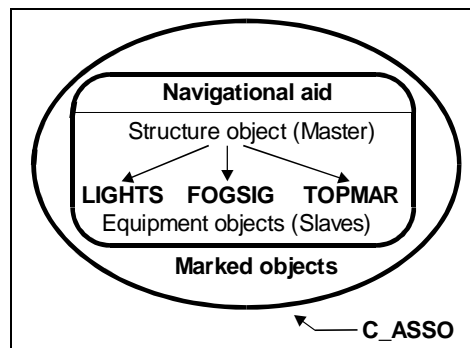 Navigational aid
Structure object (Master)
LIGHTS FOGSIG TOPMAR
Equipment objects (Slaves)
Marked objects
C_ASSO